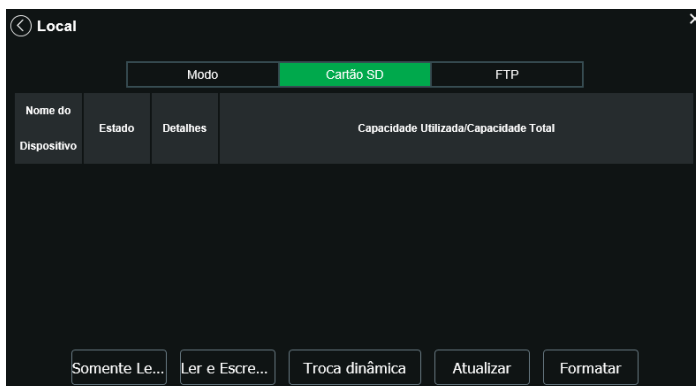 Local
Modo Cartão SD FTP
Nome do
Dispositivo Estado Detalhes Capacidade Utilizada/Capacidade Total
Somente Le... Ler e Escre... Troca dinâmica Atualizar Formatar